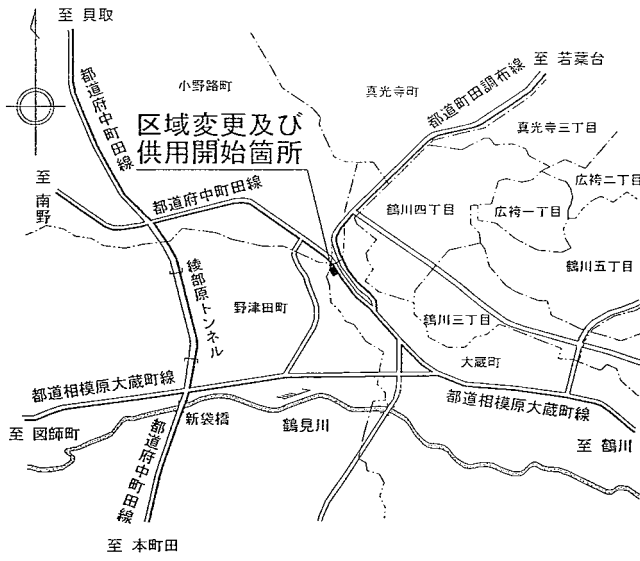 至 貝取
都道府中町田線
小野路町
真光寺町
都道町田調布線
至 若葉台
真光寺三丁目
区域変更及び
供用開始箇所
至 南野
都道府中町田線
鶴川四丁目
広袴二丁目
広袴一丁目
鶴川五丁目
綾部原トンネル
野津田町
鶴川三丁目
大蔵町
都道相模原大蔵町線
都道相模原大蔵町線
至 図師町
新袋橋
鶴見川
至 鶴川
都道府中町田線
至 本町田